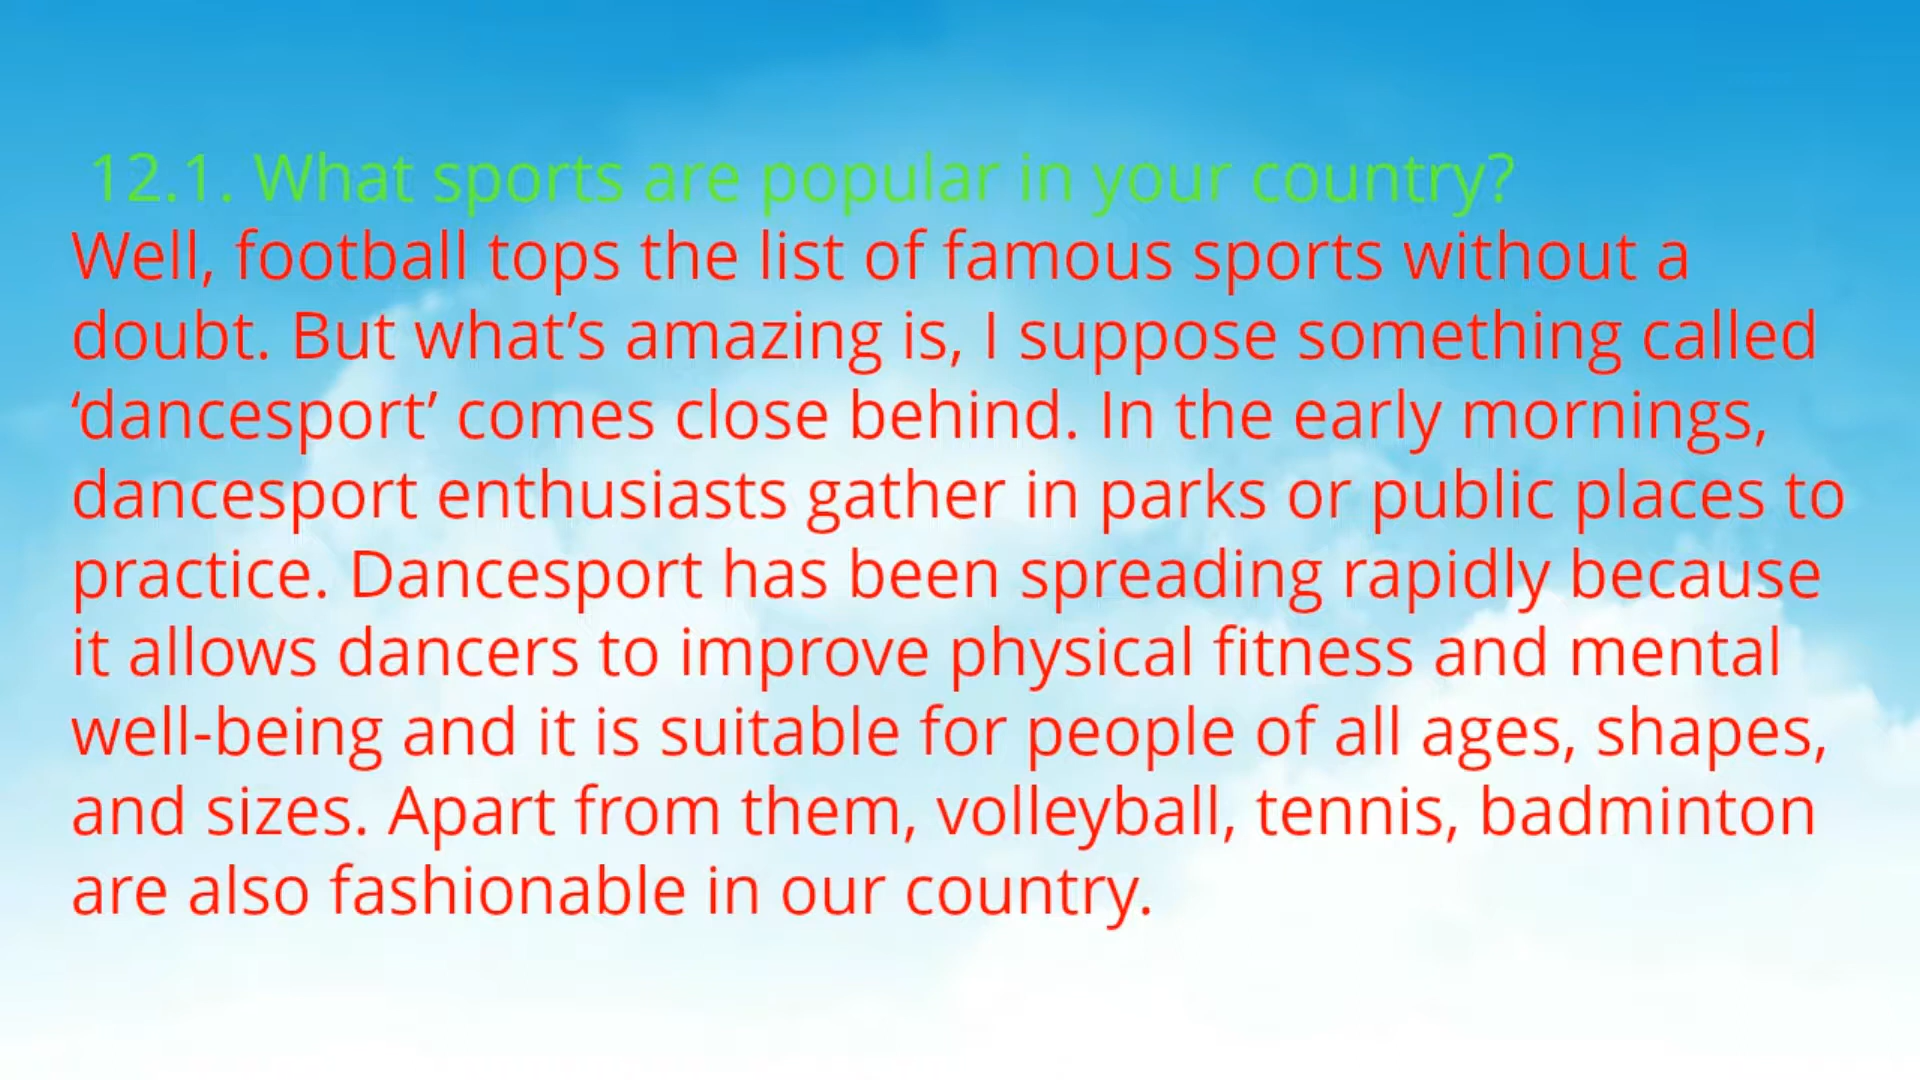 12.1. What sports are popular in your country?
Well, football tops the list of famous sports without a
doubt. But what’s amazing is, I suppose something called
‘dancesport’ comes close behind. In the early mornings,
dancesport enthusiasts gather in parks or public places to
practice. Dancesport has been spreading rapidly because
it allows dancers to improve physical fitness and mental
well-being and it is suitable for people of all ages, shapes,
and sizes. Apart from them, volleyball, tennis, badminton
are also fashionable in our country.